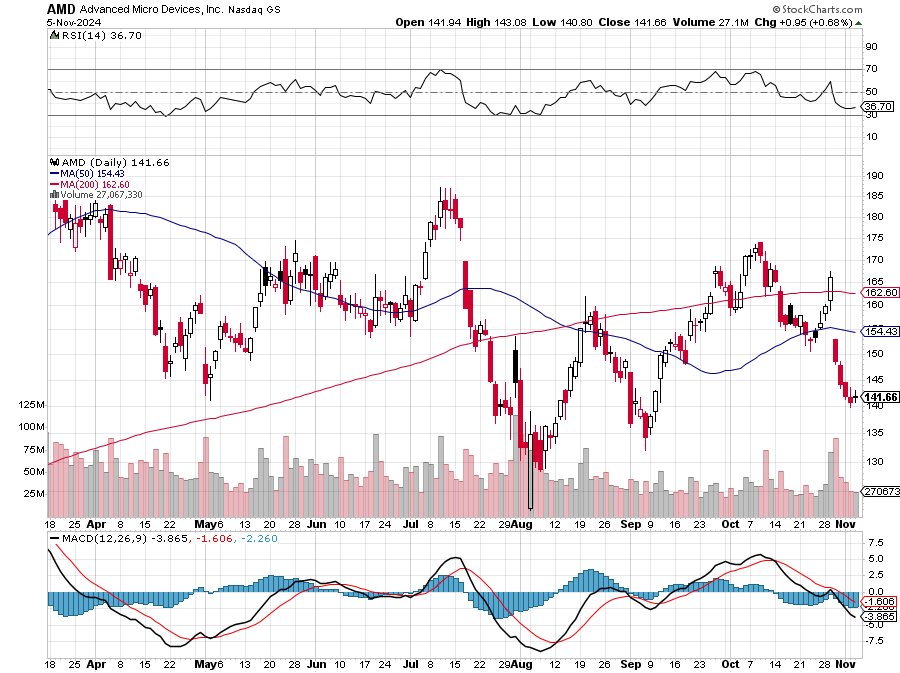 AMD Advanced Micro Devices, Inc. Nasdaq GS
© StockCharts.com
5-Nov-2024
Open 141.94 High 143.08 Low 140.80 Close 141.66 Volume 27.1M Chg +0.95 (+0.68%)
RSI(14) 36.70
90
70
50
36.70
30
10
AMD (Daily) 141.66
MA(50) 154.43
MA(200) 162.60
Volume 27,067,330
190
185
180
175
170
165
162.60
160
154.43
150
145
141.66
140
135
130
125M
100M
75M
50M
25M
270673
18 25 Apr 8 15 22 May 6 13 20 28 Jun 10 17 24 Jul 8 15 22 29 Aug 12 19 26 Sep 9 16 23 Oct 7 14 21 28 Nov
MACD(12,26,9) -3.865, -1.606, -2.260
7.5
5.0
2.5
0.0
-1.606
-3.865
-5.0
-7.5
18 25 Apr 8 15 22 May 6 13 20 28 Jun 10 17 24 Jul 8 15 22 29 Aug 12 19 26 Sep 9 16 23 Oct 7 14 21 28 Nov